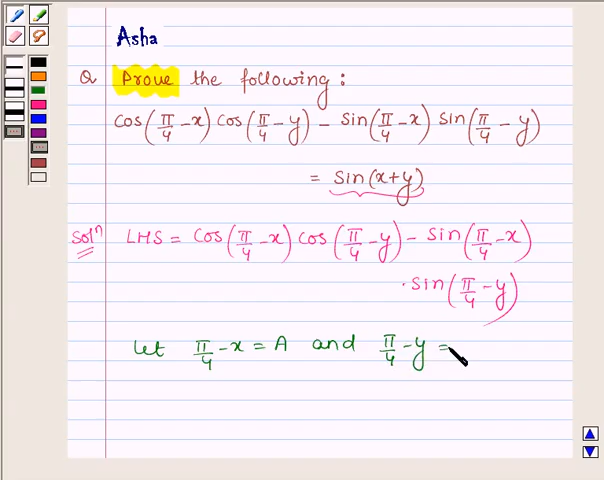 Asha
Q Prove the following :
cos(π/4 - x) cos(π/4 - y) - sin(π/4 - x) sin(π/4 - y)
= sin(x+y)
Solⁿ LHS = cos(π/4 - x) cos(π/4 - y) - sin(π/4 - x)
· sin(π/4 - y)
Let π/4 - x = A and π/4 - y =